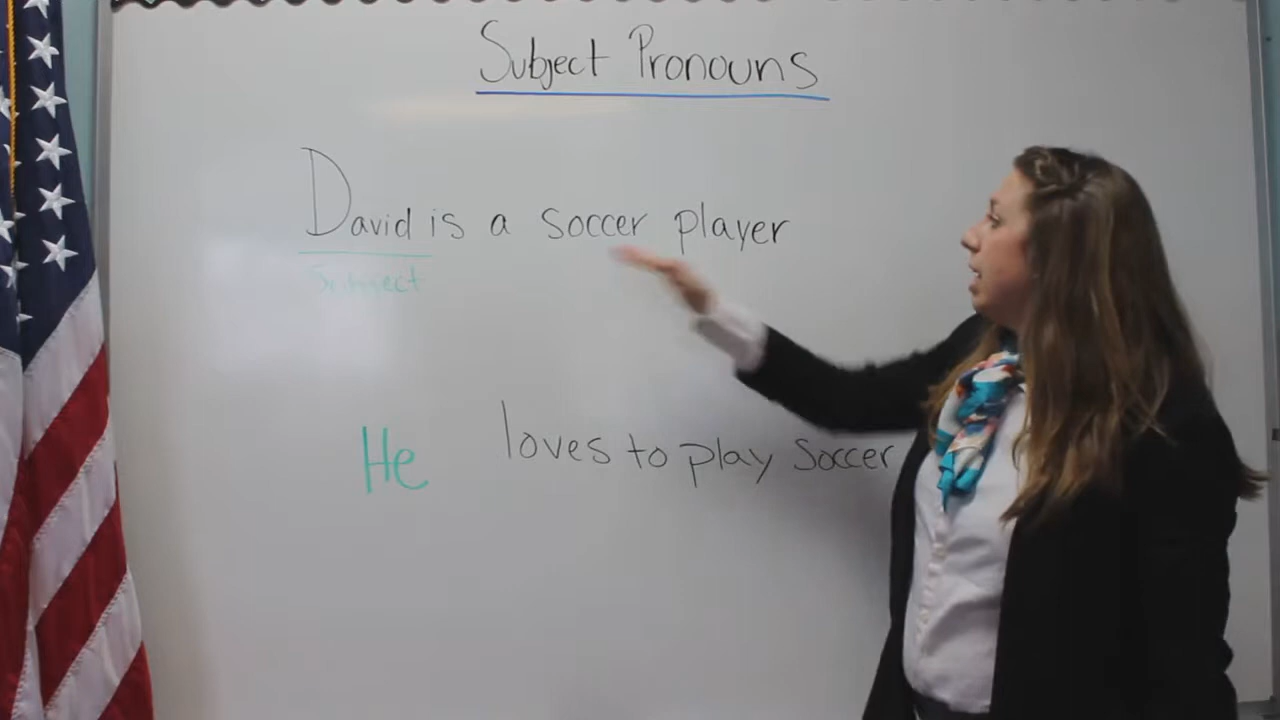 Subject Pronouns
David is a soccer player
Subject
He loves to play Soccer